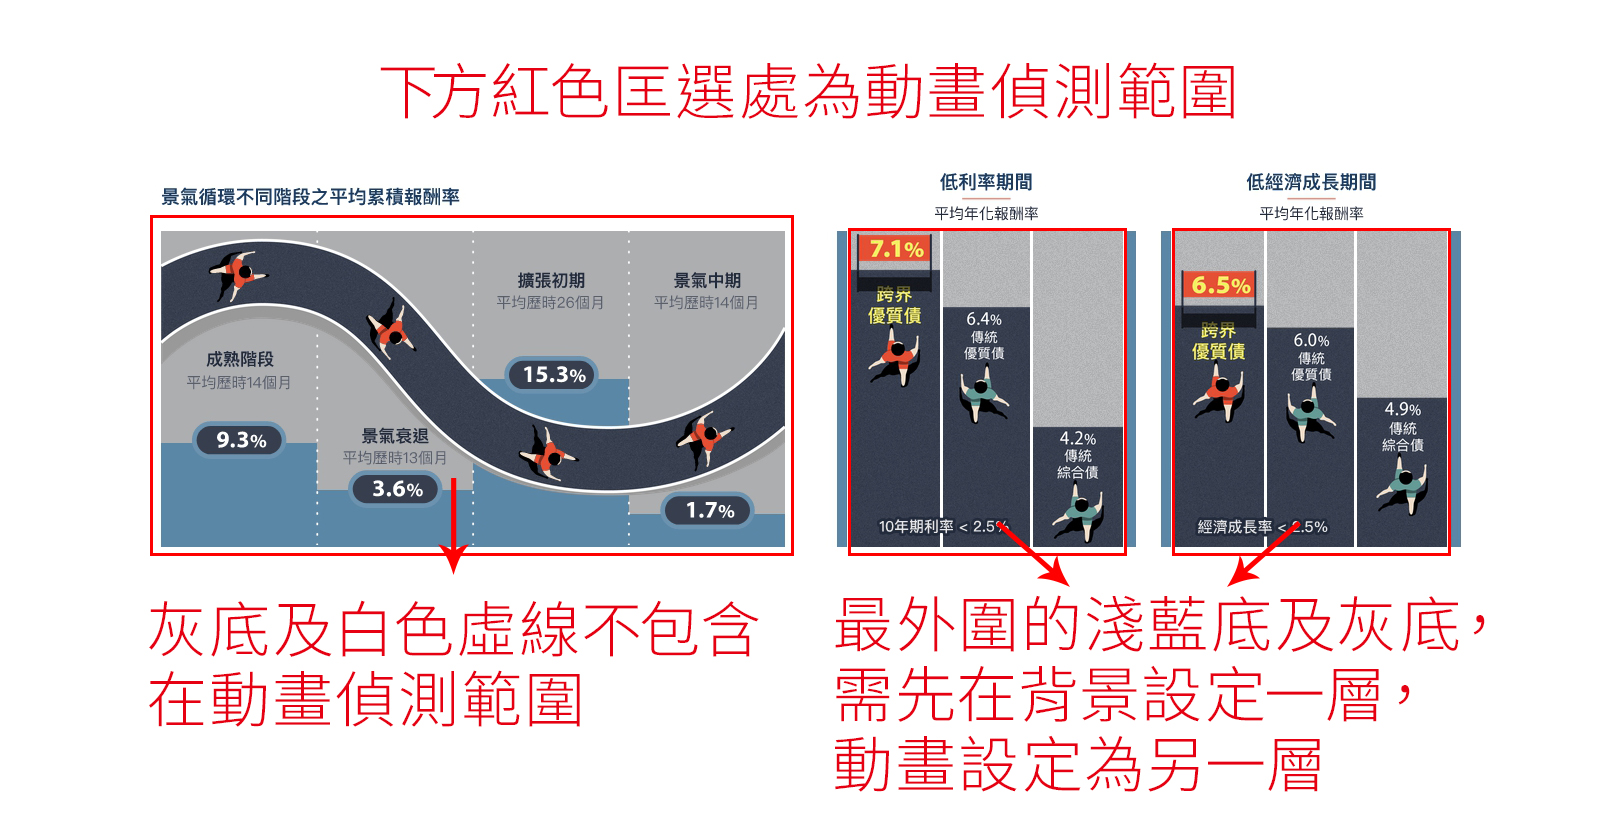 下方紅色匡選處為動畫偵測範圍
景氣循環不同階段之平均累積報酬率
成熟階段
平均歷時14個月
9.3%
景氣衰退
平均歷時13個月
3.6%
擴張初期
平均歷時26個月
15.3%
景氣中期
平均歷時14個月
1.7%
灰底及白色虛線不包含
在動畫偵測範圍
低利率期間
平均年化報酬率
7.1%
跨界
優質債
6.4%
傳統
優質債
4.2%
傳統
綜合債
10年期利率 < 2.5%
低經濟成長期間
平均年化報酬率
6.5%
跨界
優質債
6.0%
傳統
優質債
4.9%
傳統
綜合債
經濟成長率 < 2.5%
最外圍的淺藍底及灰底，
需先在背景設定一層，
動畫設定為另一層